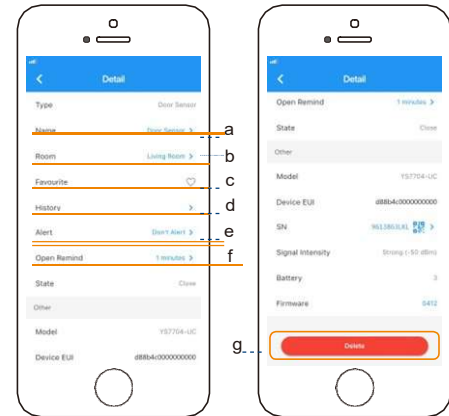 Detail
Type Door Sensor
Name Door Sensor > a
Room Living Room > b
Favourite c
History > d
Alert Don't Alert > e
Open Remind 1 minutes > f
State Close
Other
Model YS7704-UC
Device EUI d88b4c0000000000
Detail
Open Remind 1 minutes >
State Close
Other
Model YS7704-UC
Device EUI d88b4c0000000000
SN >
Signal Intensity Strong (-50 dBm)
Battery 3
Firmware 0412
g Delete